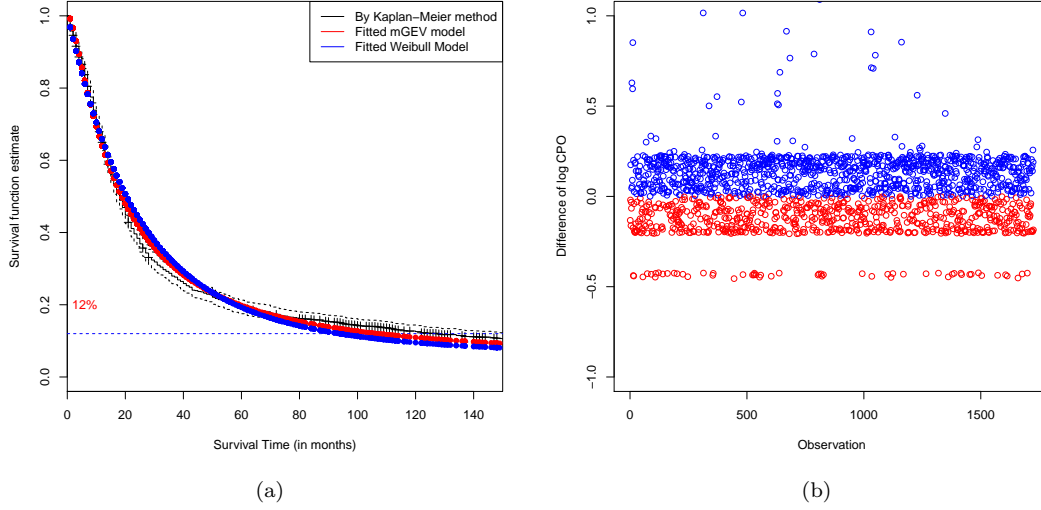 By Kaplan−Meier method
Fitted mGEV model
Fitted Weibull Model
12%
0.0
0.2
0.4
0.6
0.8
1.0
Survival function estimate
0 20 40 60 80 100 120 140
Survival Time (in months)
(a)
−1.0
−0.5
0.0
0.5
1.0
Difference of log CPO
0 500 1000 1500
Observation
(b)